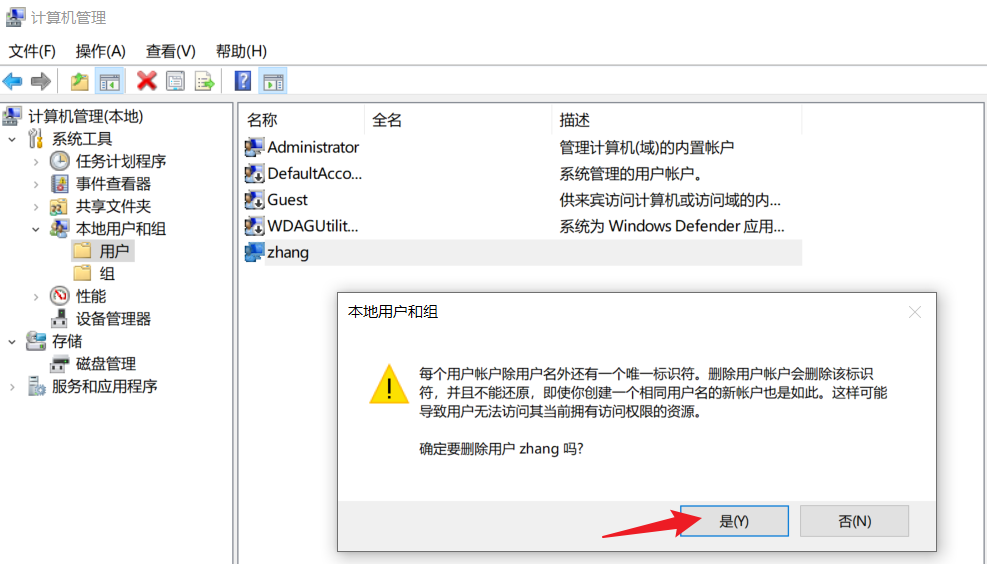 计算机管理
文件(F) 操作(A) 查看(V) 帮助(H)
计算机管理(本地)
系统工具
任务计划程序
事件查看器
共享文件夹
本地用户和组
用户
组
性能
设备管理器
存储
磁盘管理
服务和应用程序
名称 全名 描述
Administrator 管理计算机(域)的内置帐户
DefaultAcco... 系统管理的用户帐户。
Guest 供来宾访问计算机或访问域的内...
WDAGUtilit... 系统为 Windows Defender 应用...
zhang
本地用户和组
每个用户帐户除用户名外还有一个唯一标识符。删除用户帐户会删除该标识
符，并且不能还原，即使你创建一个相同用户名的新帐户也是如此。这样可能
导致用户无法访问其当前拥有访问权限的资源。
确定要删除用户 zhang 吗?
是(Y) 否(N)